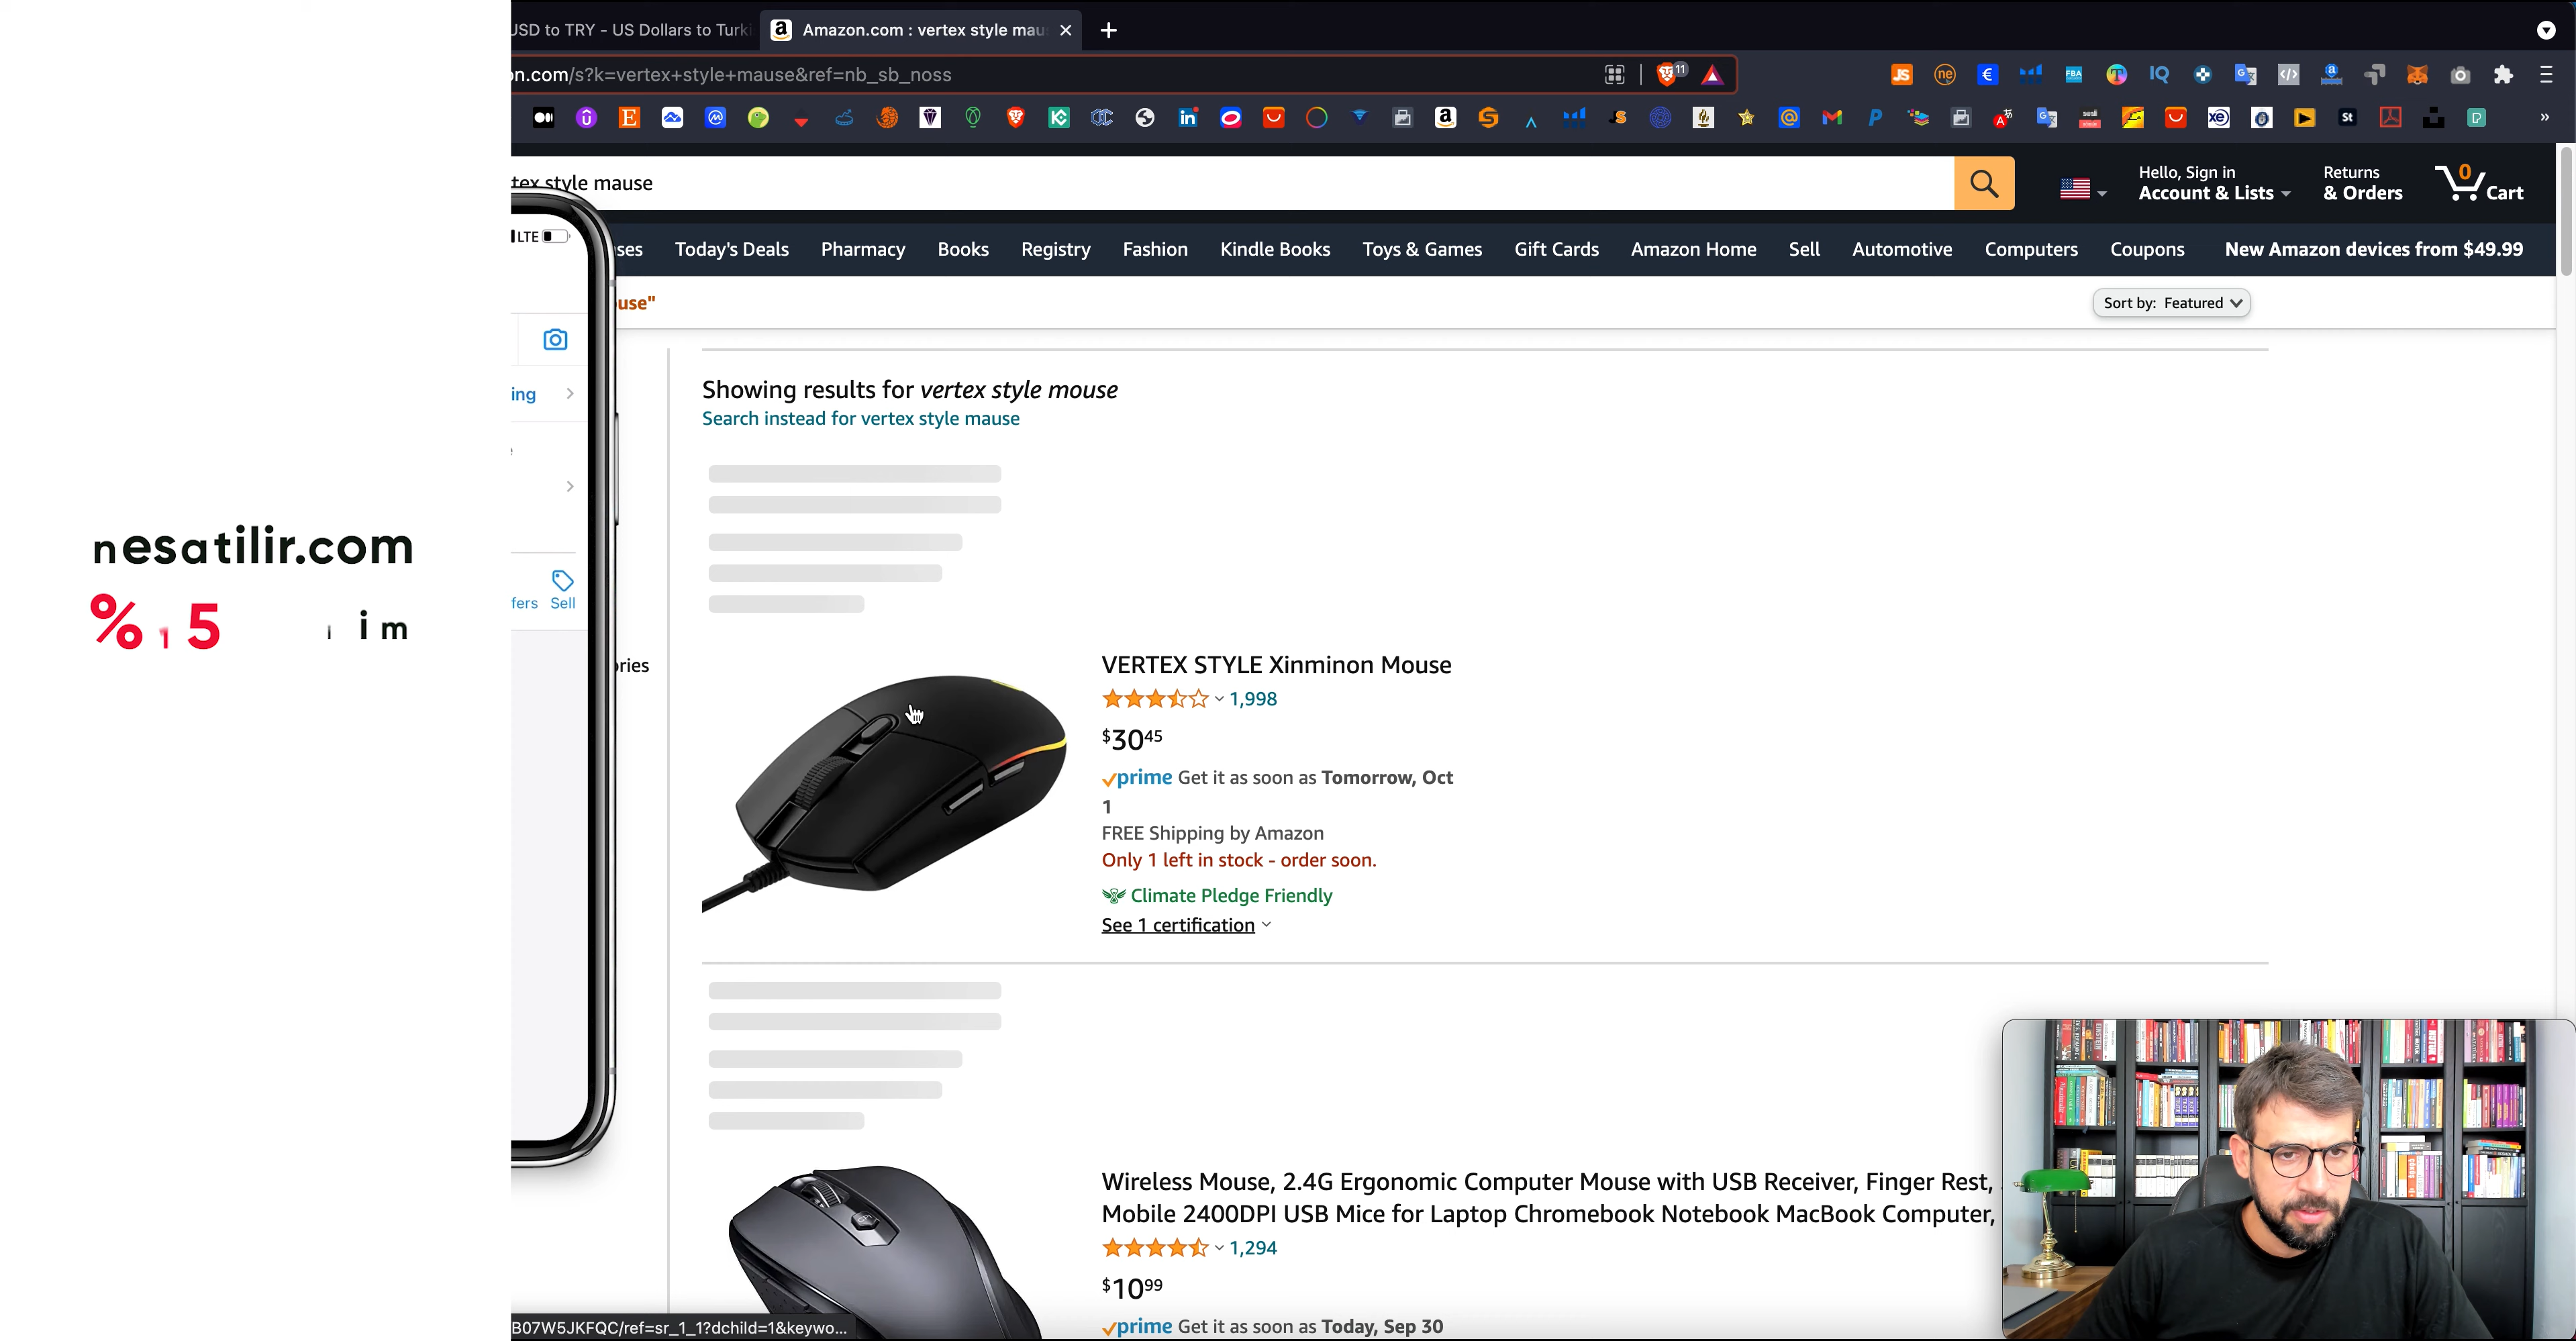 USD to TRY - US Dollars to Turki
Amazon.com : vertex style mau
n.com/s?k=vertex+style+mause&ref=nb_sb_noss
11
tex style mause
Hello, Sign in
Account & Lists
Returns
& Orders
0
Cart
LTE
ses
Today's Deals
Pharmacy
Books
Registry
Fashion
Kindle Books
Toys & Games
Gift Cards
Amazon Home
Sell
Automotive
Computers
Coupons
New Amazon devices from $49.99
use"
Sort by: Featured
ing
Showing results for vertex style mouse
Search instead for vertex style mause
nesatilir.com
%15
im
fers
Sell
ories
VERTEX STYLE Xinminon Mouse
1,998
$30.45
prime Get it as soon as Tomorrow, Oct
1
FREE Shipping by Amazon
Only 1 left in stock - order soon.
Climate Pledge Friendly
See 1 certification
Wireless Mouse, 2.4G Ergonomic Computer Mouse with USB Receiver, Finger Rest,
Mobile 2400DPI USB Mice for Laptop Chromebook Notebook MacBook Computer,
1,294
$10.99
prime Get it as soon as Today, Sep 30
B07W5JKFQC/ref=sr_1_1?dchild=1&keywo...